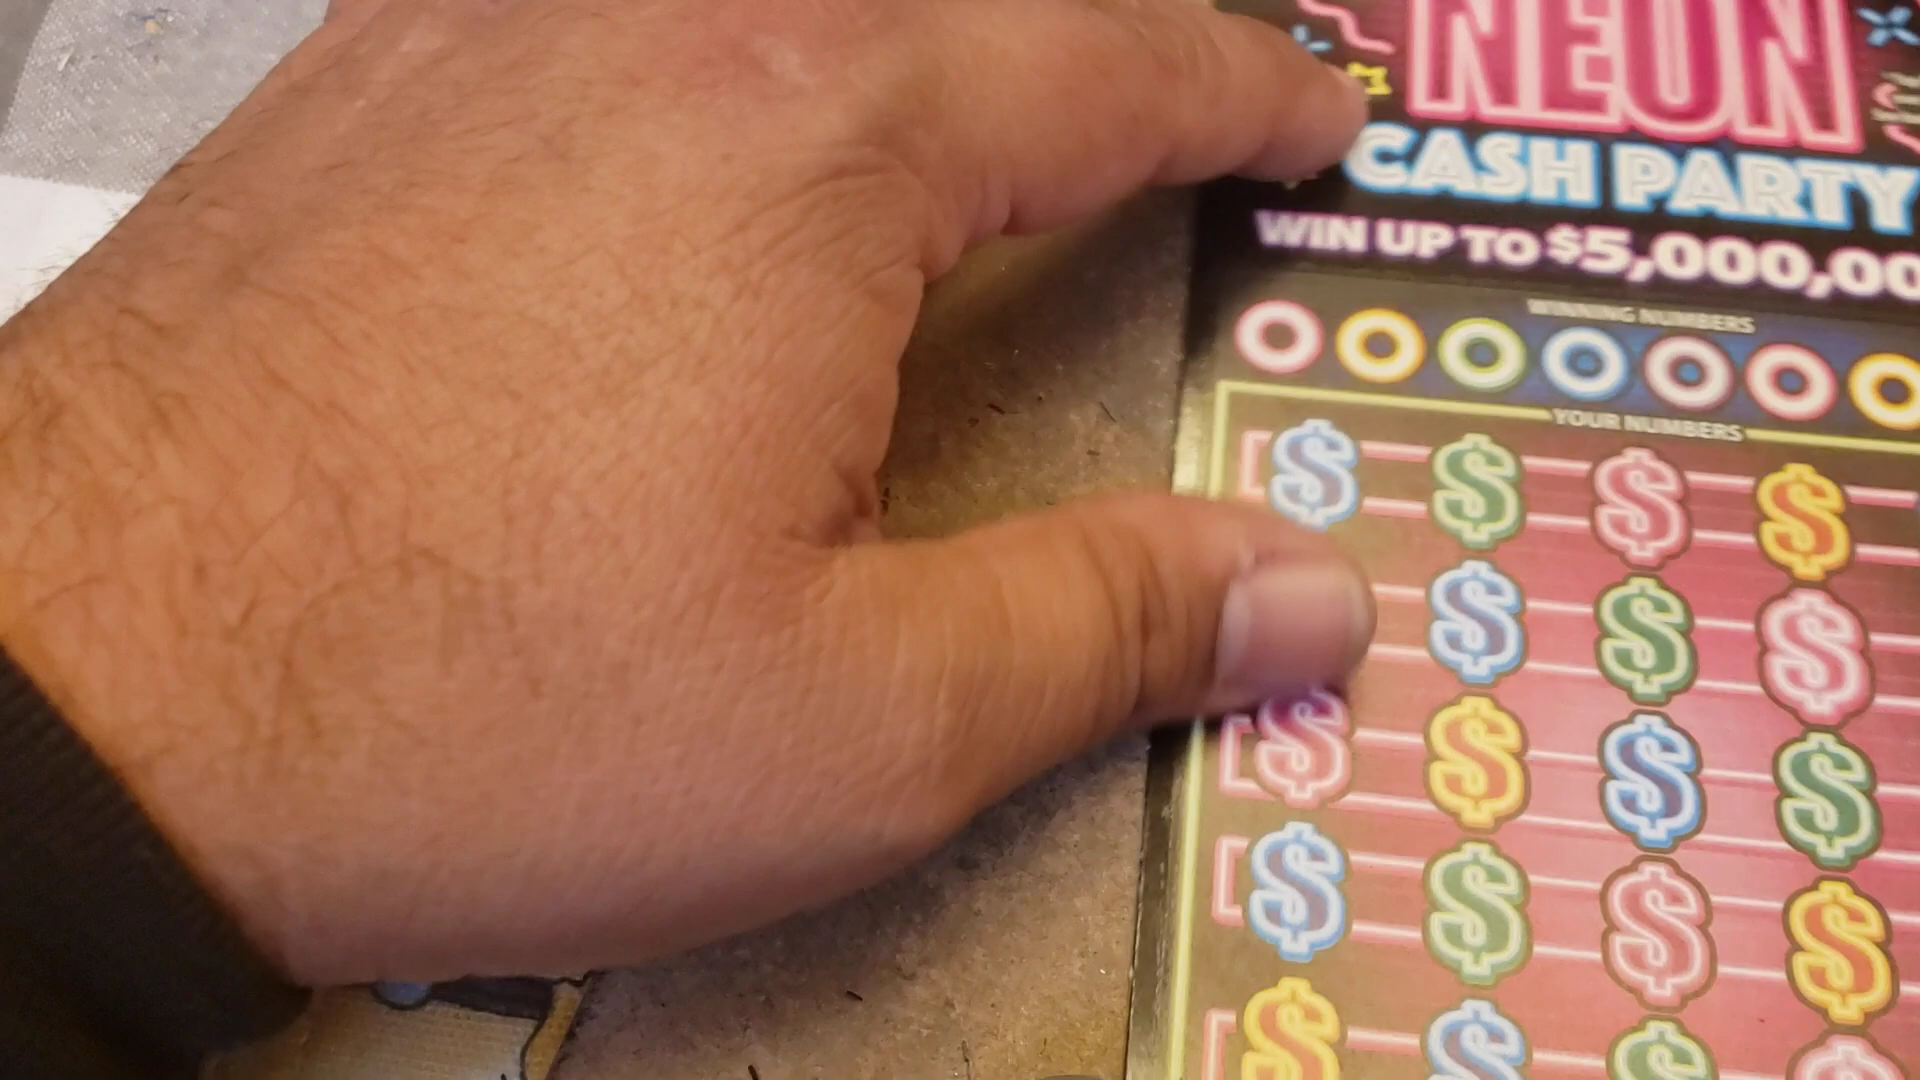 NEON
CASH PARTY
WIN UP TO $5,000,00
WINNING NUMBERS
YOUR NUMBERS
$ $ $ $
$ $ $
$ $ $ $
$ $ $ $
$ $ $ $